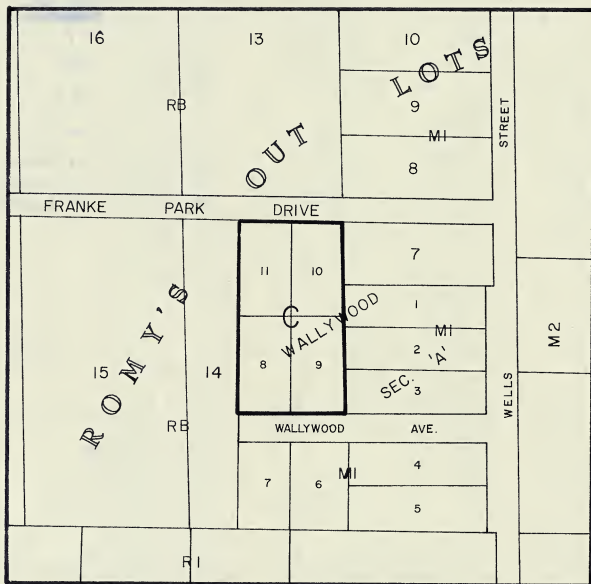 16 13 10
LOTS
9
RB
M1
8
OUT
STREET
FRANKE PARK DRIVE
7
11 10
ROMY'S
C
WALLYWOOD
1
M1
M2
2
SEC. 'A'
15 14
8 9
3
WELLS
RB
WALLYWOOD AVE.
M1
4
7 6
5
R1